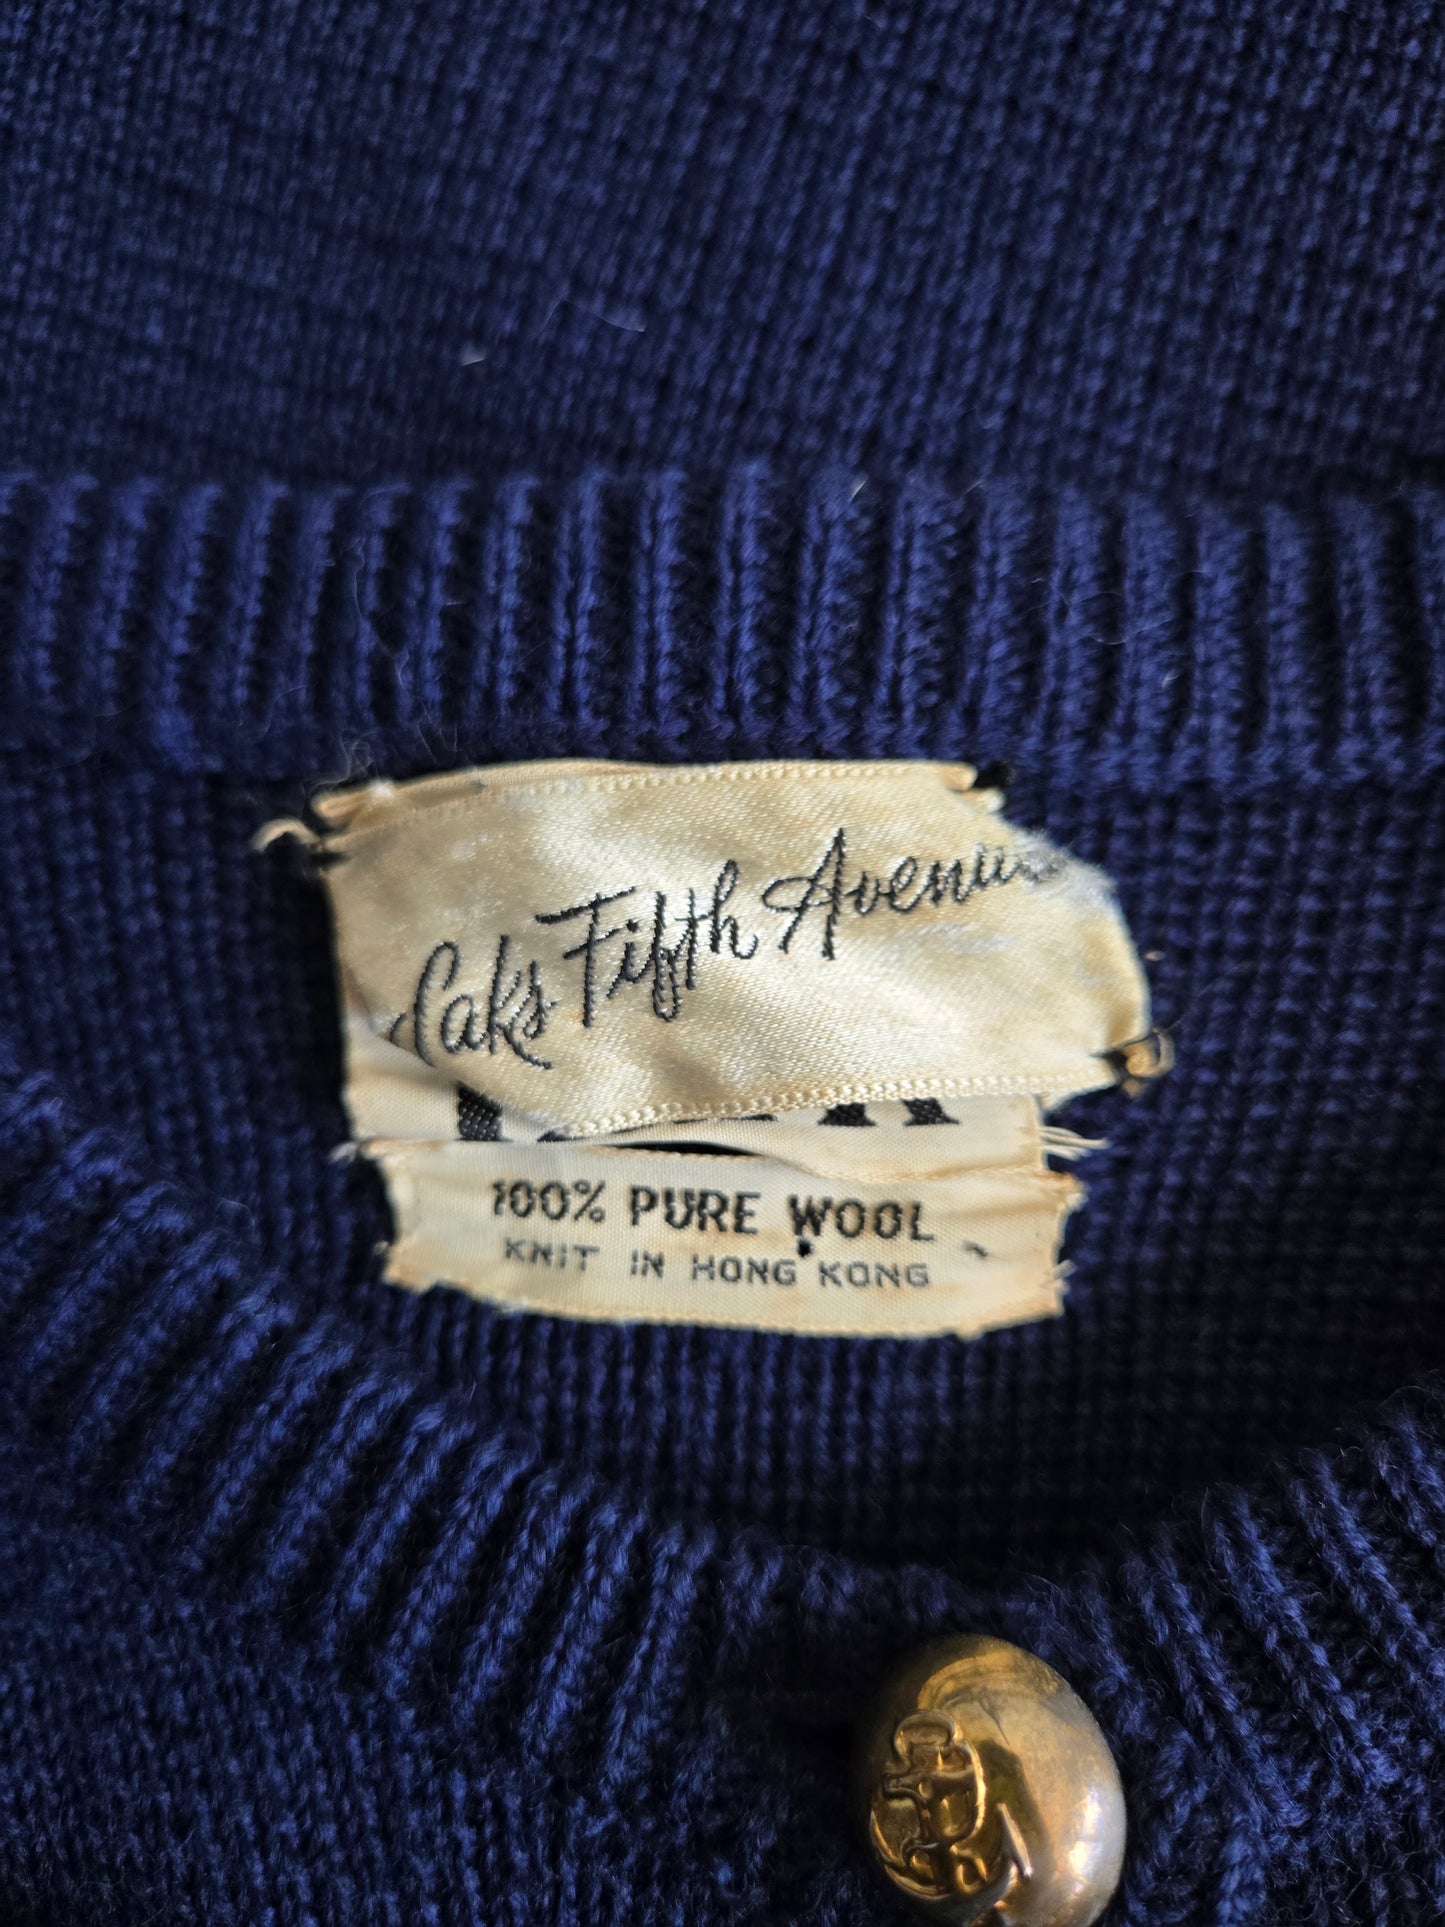 Saks Fifth Avenue
100% PURE WOOL
KNIT IN HONG KONG